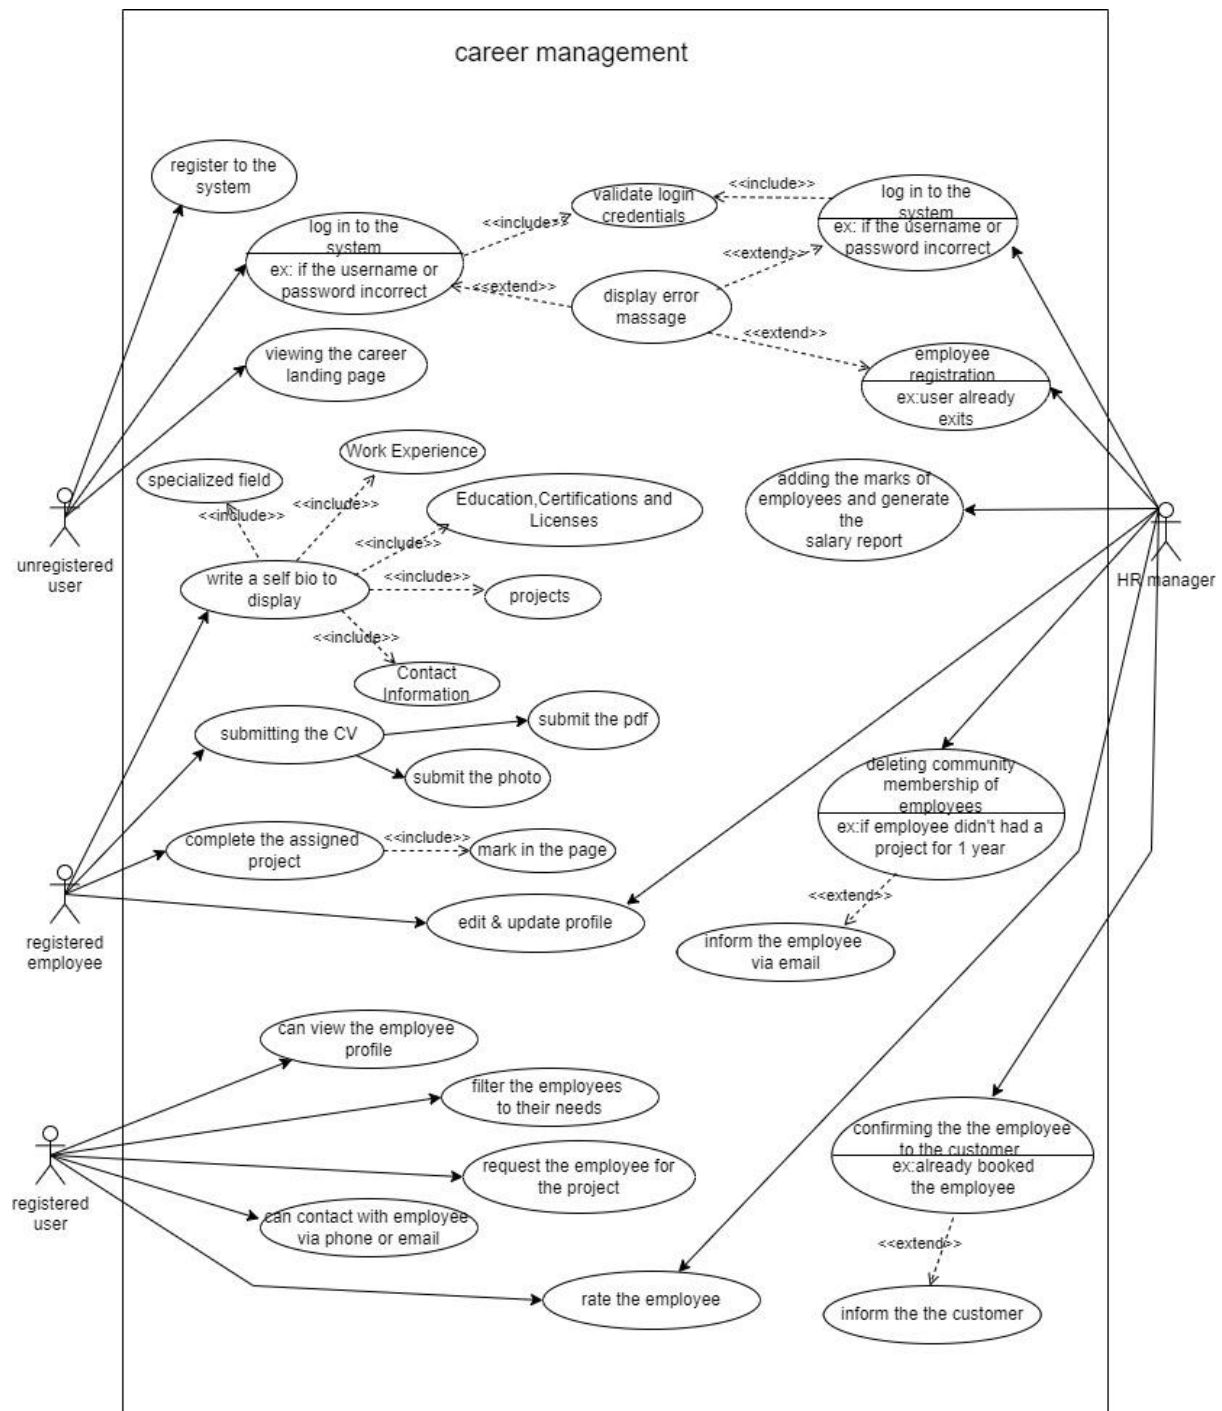 career management
register to the
system
log in to the
system
ex: if the username or
password incorrect
<<include>>
validate login
credentials
<<include>>
log in to the
system
ex: if the username or
password incorrect
<<extend>>
display error
massage
<<extend>>
<<extend>>
employee
registration
ex:user already
exits
viewing the career
landing page
unregistered
user
specialized field
<<include>>
Work Experience
<<include>>
Education,Certifications and
Licenses
<<include>>
write a self bio to
display
<<include>>
projects
<<include>>
Contact
Information
adding the marks of
employees and generate
the
salary report
HR manager
submitting the CV
submit the pdf
submit the photo
complete the assigned
project
<<include>>
mark in the page
edit & update profile
registered
employee
deleting community
membership of
employees
ex:if employee didn't had a
project for 1 year
<<extend>>
inform the employee
via email
can view the employee
profile
filter the employees
to their needs
request the employee for
the project
can contact with employee
via phone or email
rate the employee
registered
user
confirming the the employee
to the customer
ex:already booked
the employee
<<extend>>
inform the the customer